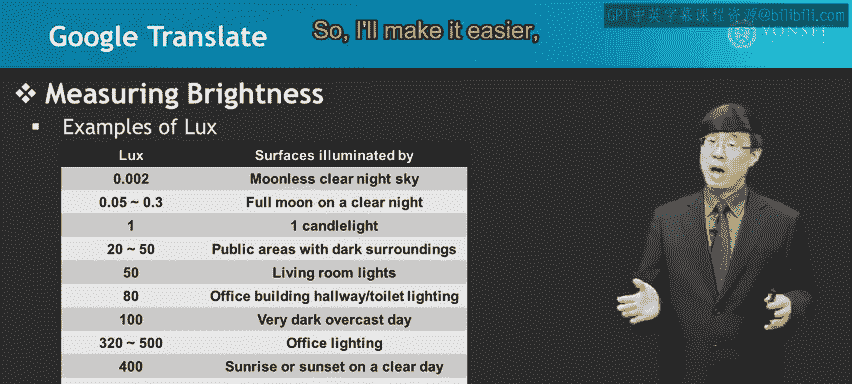 GPT中英字幕课程资源@bilibili.com
So, I'll make it easier,
Google Translate
YONSEI
❖ Measuring Brightness
▪ Examples of Lux
Lux Surfaces illuminated by
0.002 Moonless clear night sky
0.05 ~ 0.3 Full moon on a clear night
1 1 candlelight
20 ~ 50 Public areas with dark surroundings
50 Living room lights
80 Office building hallway/toilet lighting
100 Very dark overcast day
320 ~ 500 Office lighting
400 Sunrise or sunset on a clear day